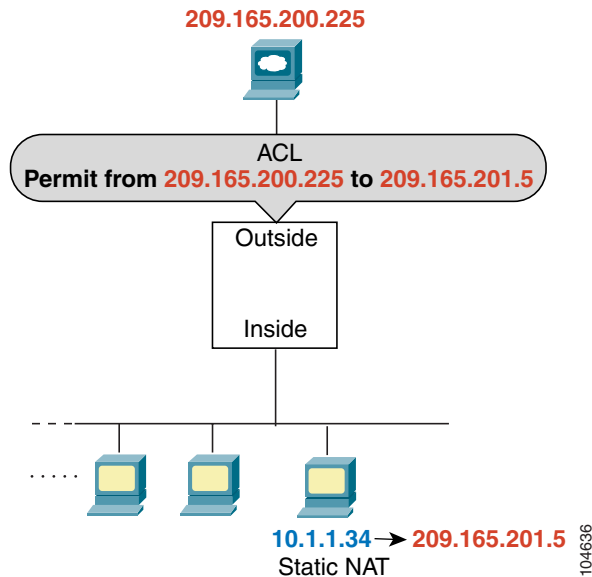 209.165.200.225
ACL
Permit from 209.165.200.225 to 209.165.201.5
Outside
Inside
10.1.1.34 → 209.165.201.5
Static NAT
104636